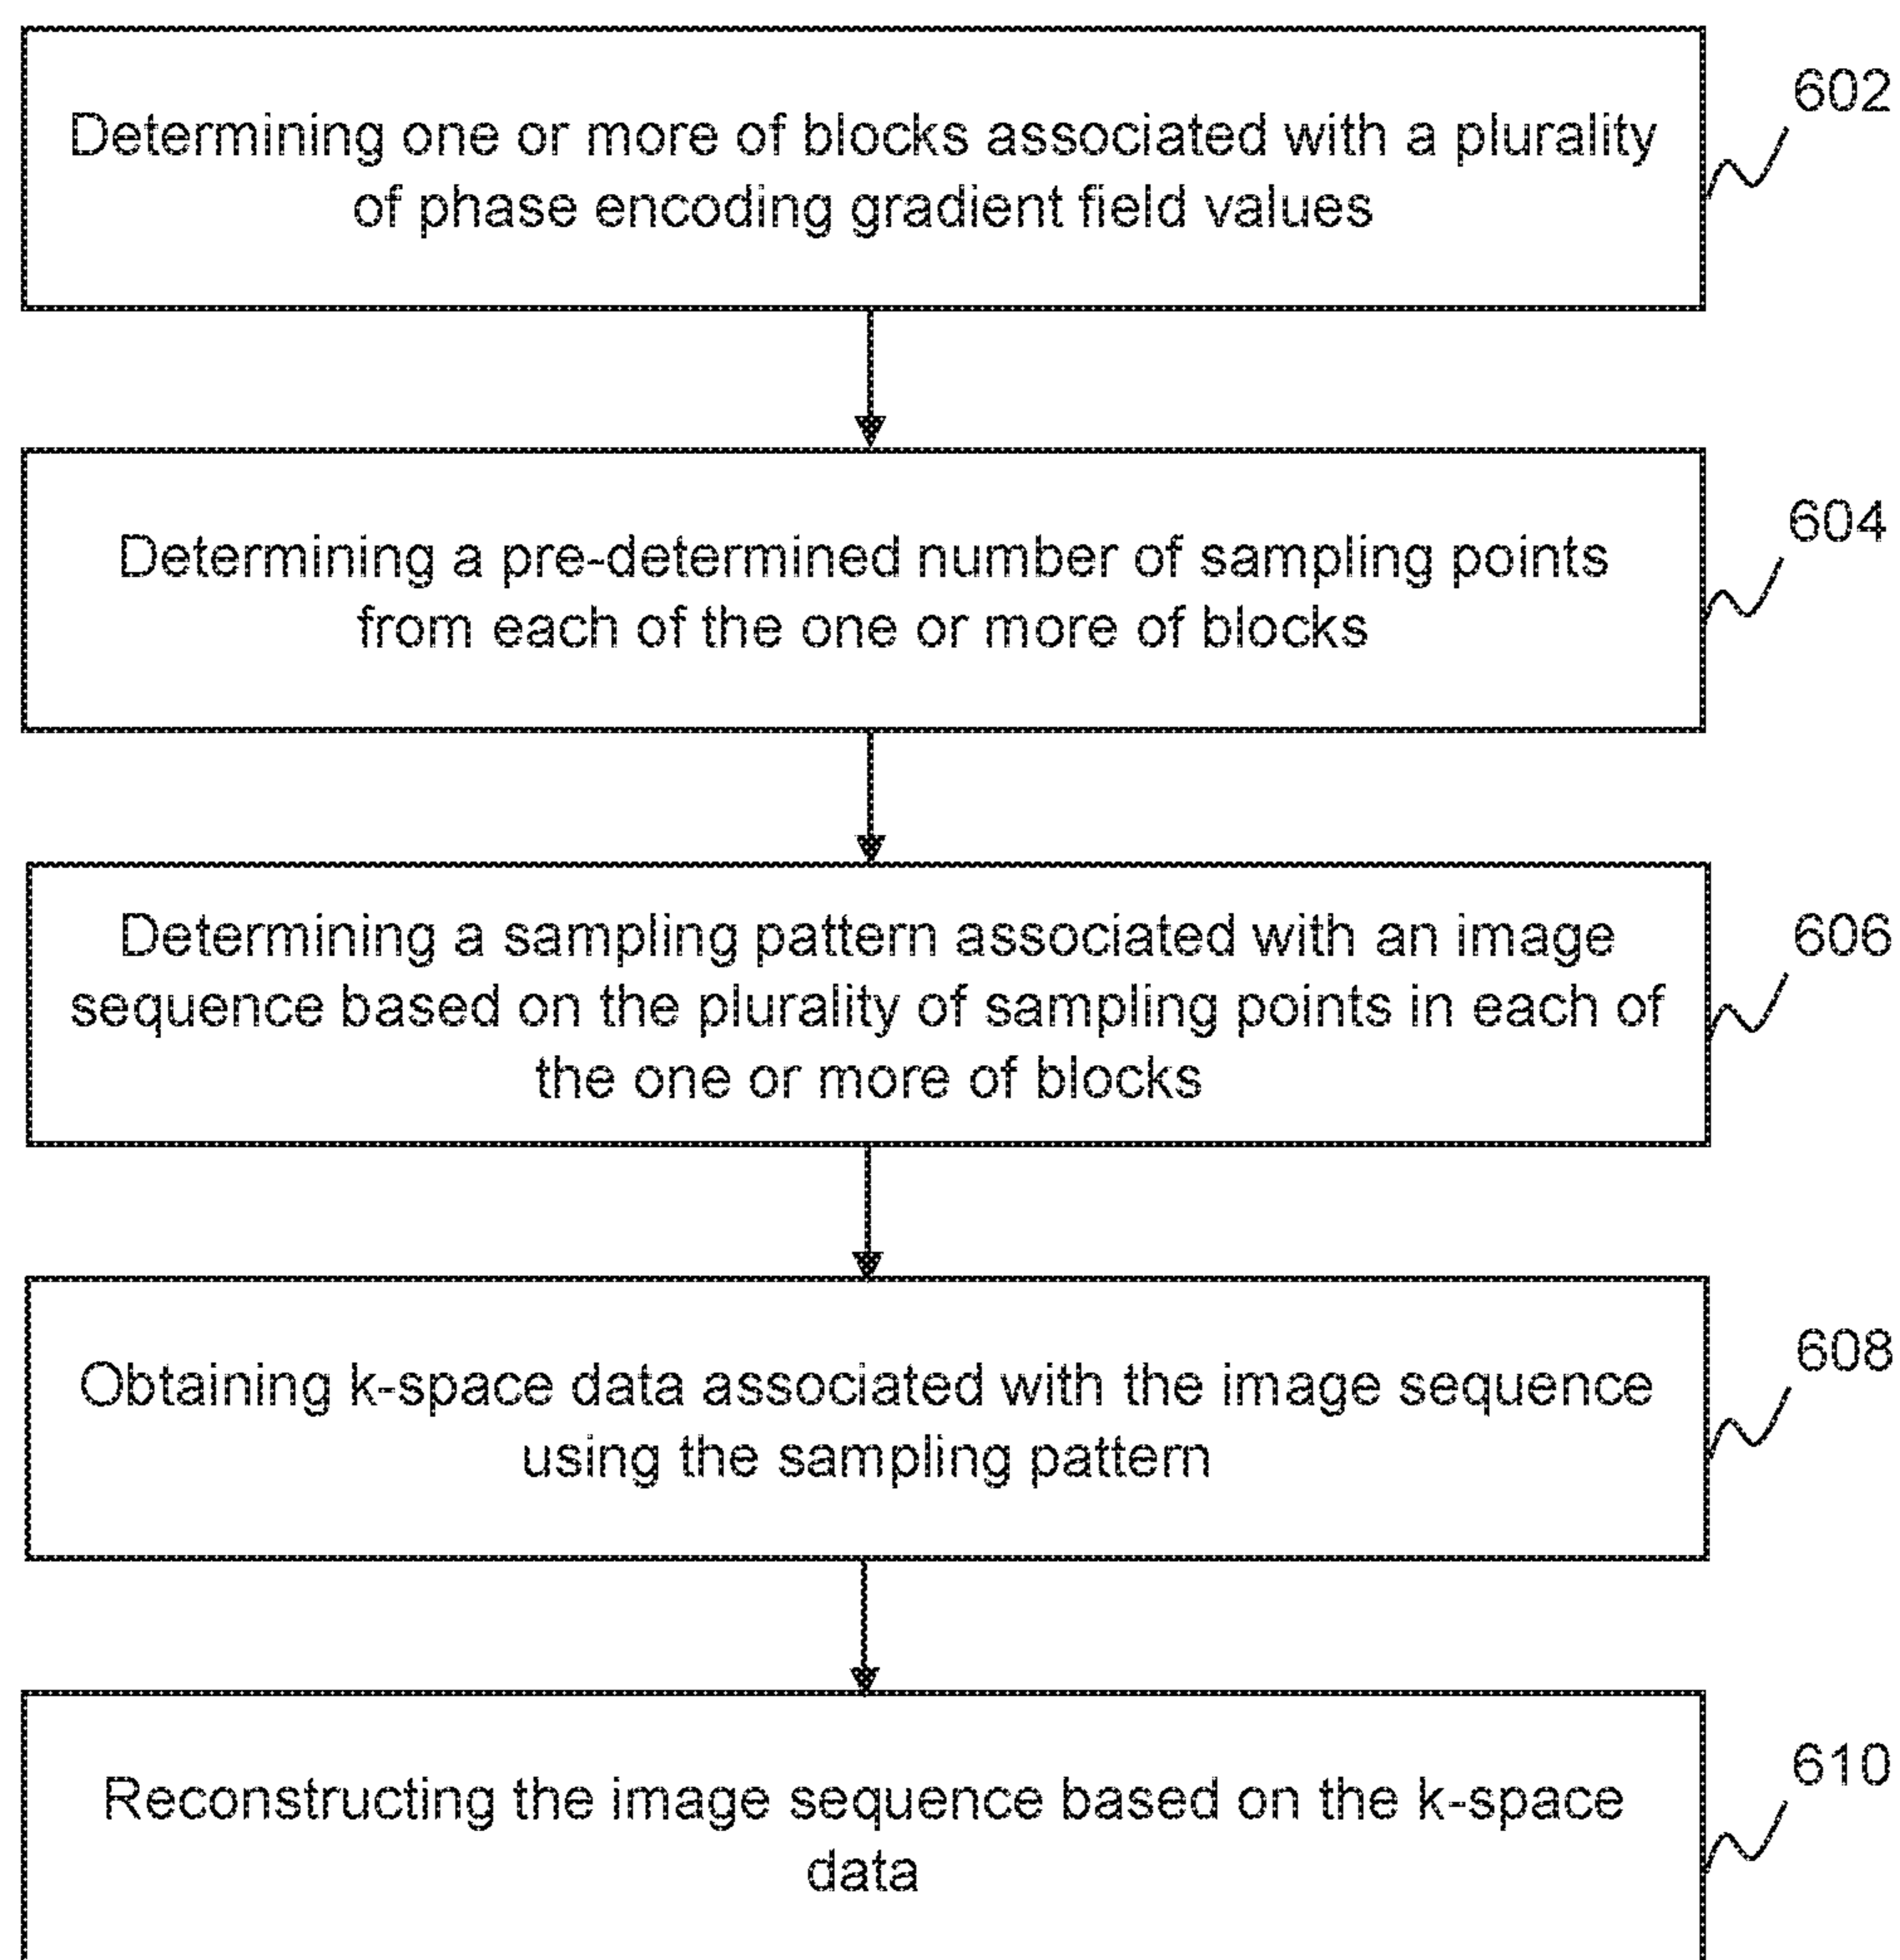 602
Determining one or more of blocks associated with a plurality
of phase encoding gradient field values
604
Determining a pre-determined number of sampling points
from each of the one or more of blocks
606
Determining a sampling pattern associated with an image
sequence based on the plurality of sampling points in each of
the one or more of blocks
608
Obtaining k-space data associated with the image sequence
using the sampling pattern
610
Reconstructing the image sequence based on the k-space
data